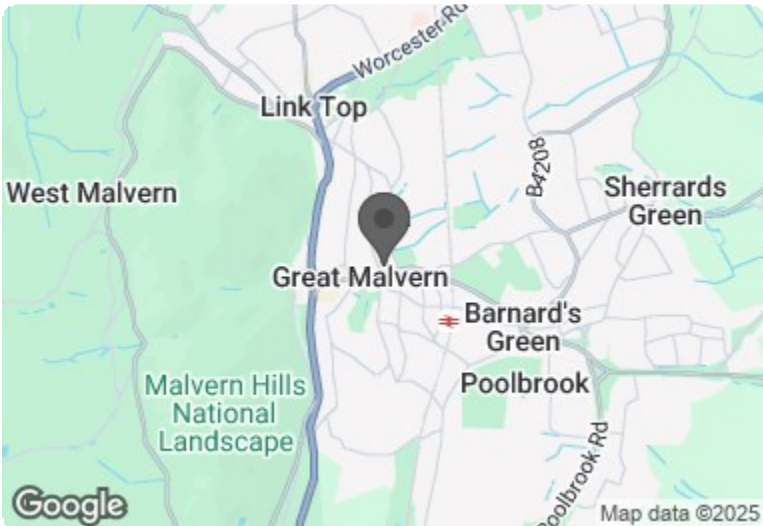 Worcester Rd
Link Top
B4208
West Malvern
Sherrards
Green
Great Malvern
Barnard's
Green
Poolbrook
Malvern Hills
National
Landscape
Poolbrook Rd
Google
Map data ©2025